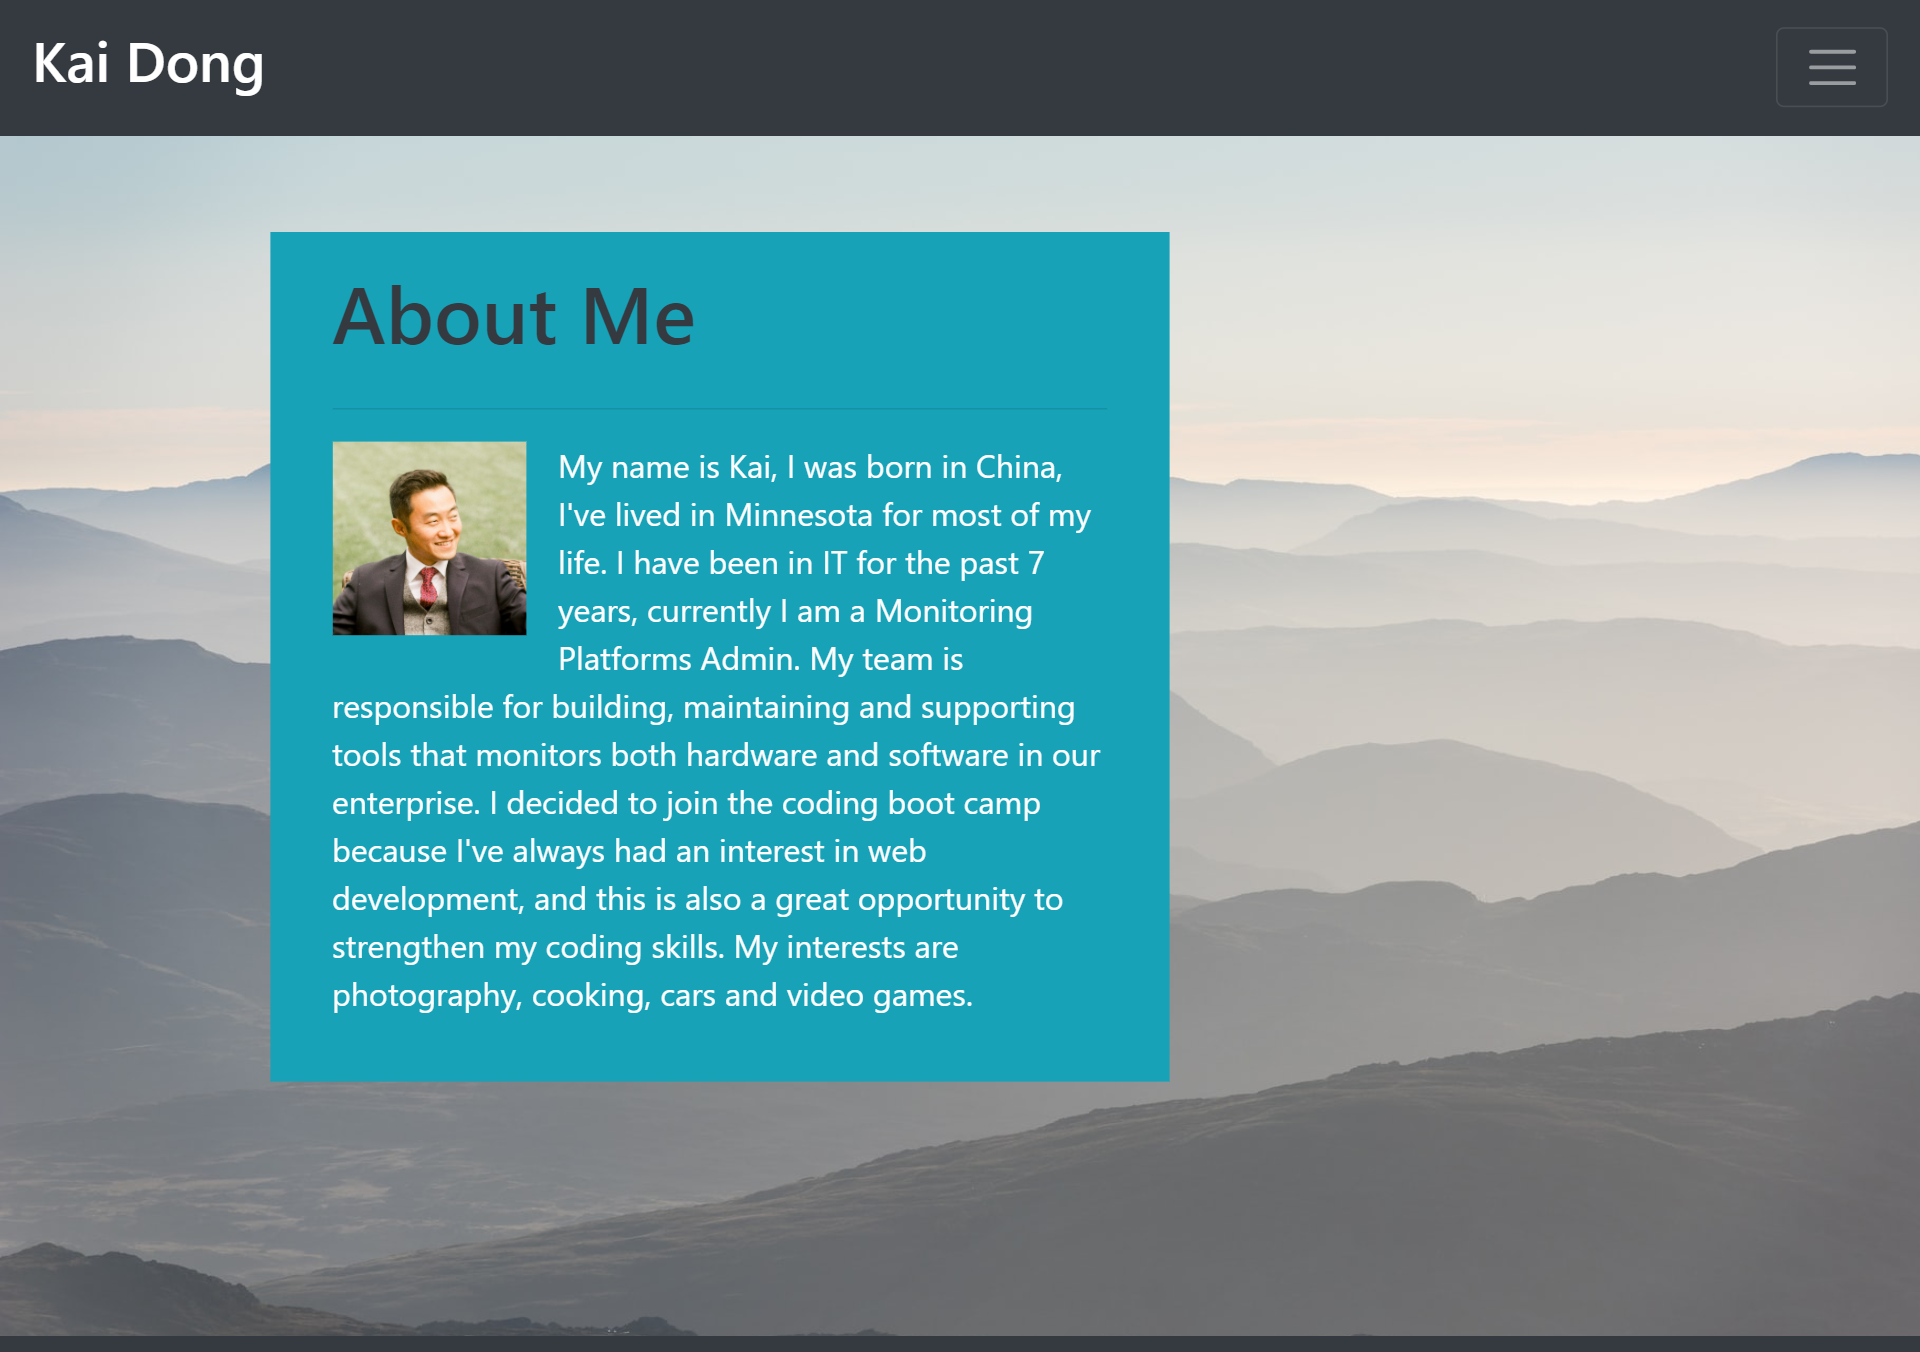 Kai Dong
About Me
My name is Kai, I was born in China,
I've lived in Minnesota for most of my
life. I have been in IT for the past 7
years, currently I am a Monitoring
Platforms Admin. My team is
responsible for building, maintaining and supporting
tools that monitors both hardware and software in our
enterprise. I decided to join the coding boot camp
because I've always had an interest in web
development, and this is also a great opportunity to
strengthen my coding skills. My interests are
photography, cooking, cars and video games.